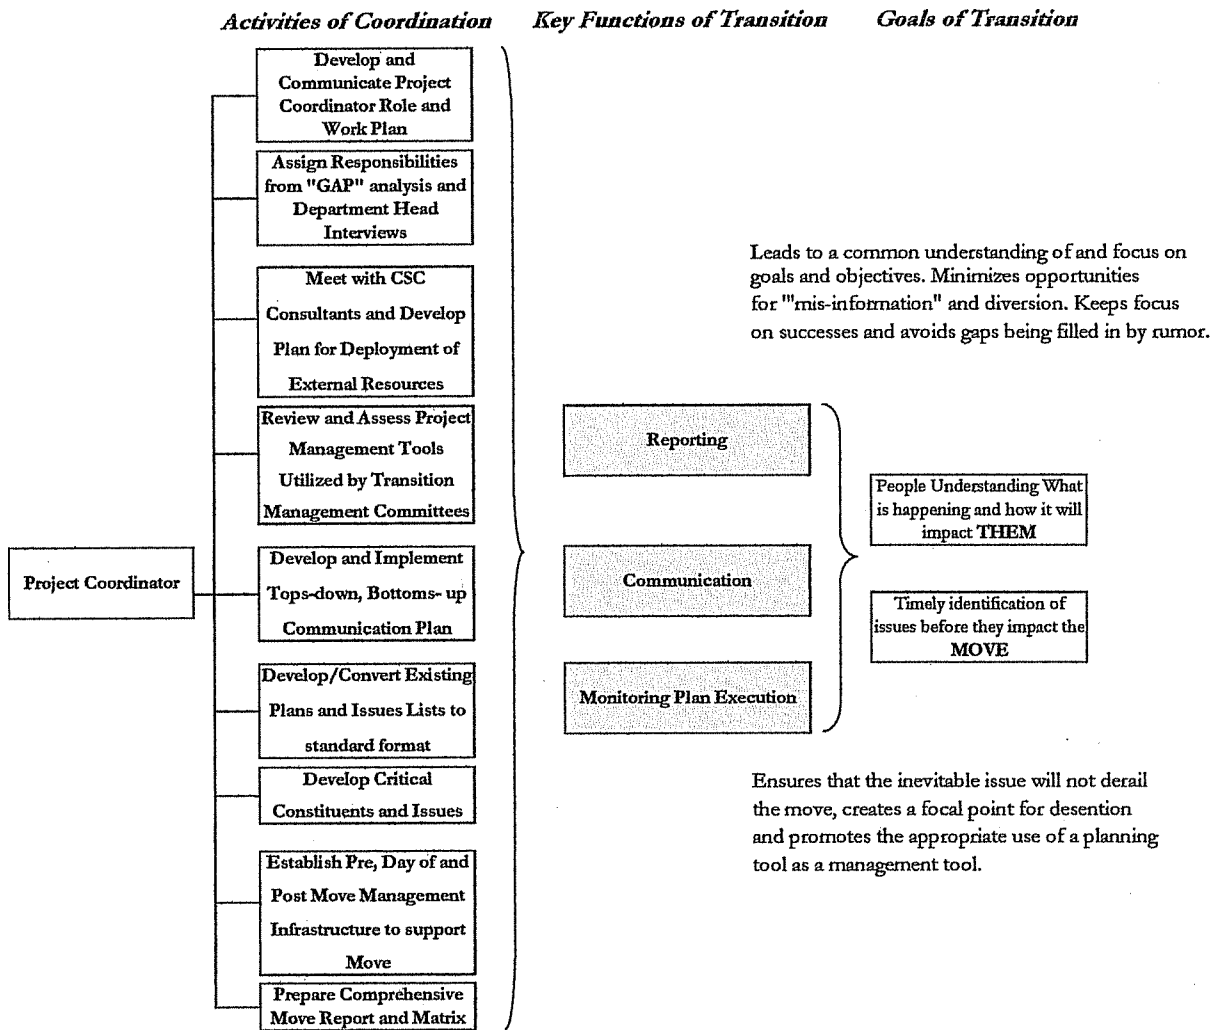 Activities of Coordination
Key Functions of Transition
Goals of Transition
Develop and
Communicate Project
Coordinator Role and
Work Plan
Assign Responsibilities
from "GAP" analysis and
Department Head
Interviews
Meet with CSC
Consultants and Develop
Plan for Deployment of
External Resources
Review and Assess Project
Management Tools
Utilized by Transition
Management Committees
Project Coordinator
Develop and Implement
Tops-down, Bottoms- up
Communication Plan
Develop/Convert Existing
Plans and Issues Lists to
standard format
Develop Critical
Constituents and Issues
Establish Pre, Day of and
Post Move Management
Infrastructure to support
Move
Prepare Comprehensive
Move Report and Matrix
Reporting
Communication
Monitoring Plan Execution
Leads to a common understanding of and focus on
goals and objectives. Minimizes opportunities
for '"mis-information" and diversion. Keeps focus
on successes and avoids gaps being filled in by rumor.
People Understanding What
is happening and how it will
impact THEM
Timely identification of
issues before they impact the
MOVE
Ensures that the inevitable issue will not derail
the move, creates a focal point for desention
and promotes the appropriate use of a planning
tool as a management tool.